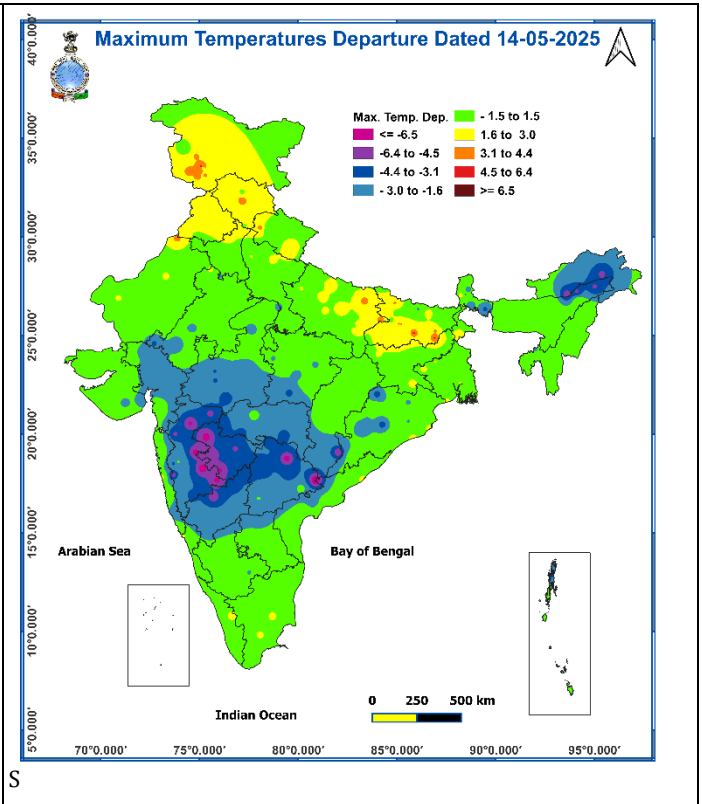 Maximum Temperatures Departure Dated 14-05-2025
Max. Temp. Dep.
<= -6.5
-6.4 to -4.5
-4.4 to -3.1
- 3.0 to -1.6
- 1.5 to 1.5
1.6 to 3.0
3.1 to 4.4
4.5 to 6.4
>= 6.5
40°0.000'
35°0.000'
30°0.000'
25°0.000'
20°0.000'
15°0.000'
10°0.000'
5°0.000'
Arabian Sea
Bay of Bengal
Indian Ocean
0 250 500 km
70°0.000' 75°0.000' 80°0.000' 85°0.000' 90°0.000' 95°0.000'
S